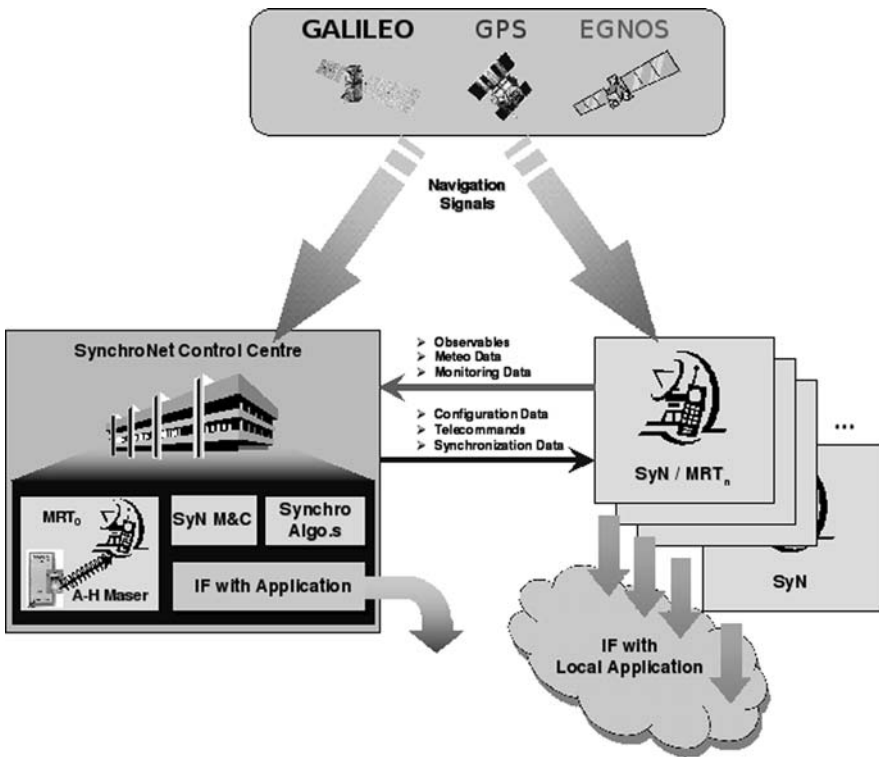 GALILEO GPS EGNOS
Navigation
Signals
SynchroNet Control Centre
➢ Observables
➢ Meteo Data
➢ Monitoring Data
➢ Configuration Data
➢ Telecommands
➢ Synchronization Data
SyN / MRTn
...
SyN
MRT0
A-H Maser
SyN M&C
Synchro
Algo.s
IF with Application
IF with
Local Application